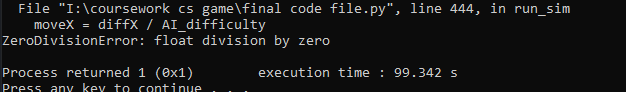 File "I:\coursework cs game\final code file.py", line 444, in run_sim
moveX = diffX / AI_difficulty
ZeroDivisionError: float division by zero
Process returned 1 (0x1) execution time : 99.342 s
Press any key to continue . . .